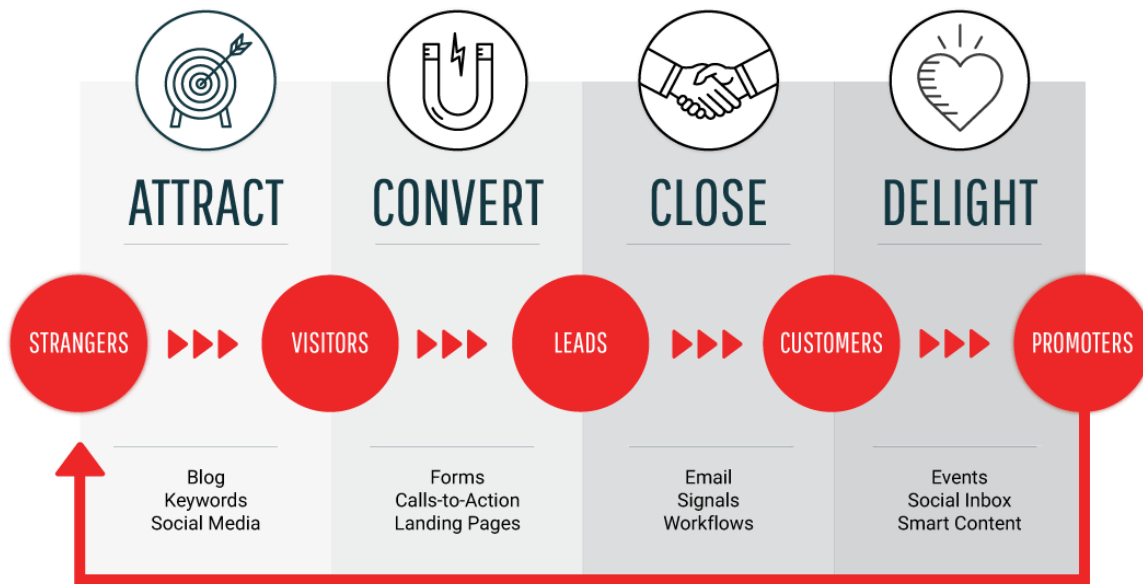 ATTRACT
CONVERT
CLOSE
DELIGHT
STRANGERS
VISITORS
LEADS
CUSTOMERS
PROMOTERS
Blog
Keywords
Social Media
Forms
Calls-to-Action
Landing Pages
Email
Signals
Workflows
Events
Social Inbox
Smart Content